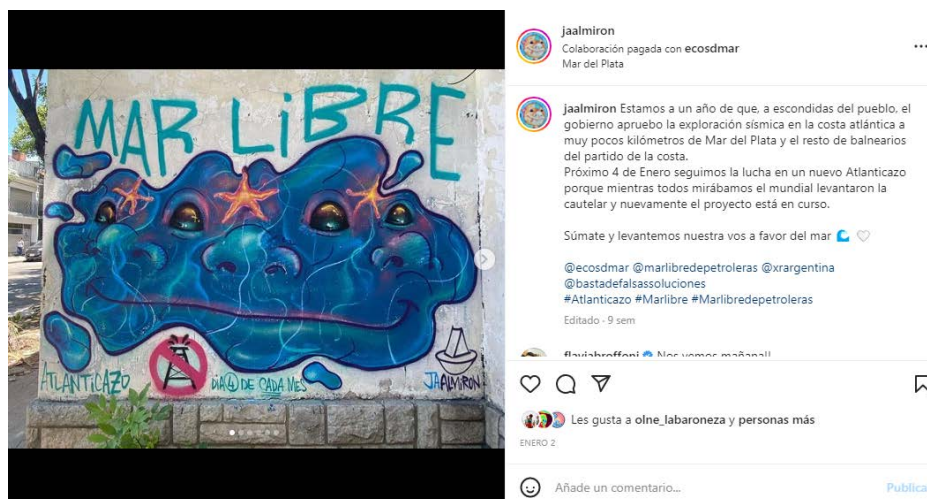 MAR LiBRE
ATLANTiCAZO
DiA 4 DE CADA MES
JAALMiRON
jaalmiron
Colaboración pagada con ecosdmar
Mar del Plata
jaalmiron Estamos a un año de que, a escondidas del pueblo, el
gobierno apruebo la exploración sísmica en la costa atlántica a
muy pocos kilómetros de Mar del Plata y el resto de balnearios
del partido de la costa.
Próximo 4 de Enero seguimos la lucha en un nuevo Atlanticazo
porque mientras todos mirábamos el mundial levantaron la
cautelar y nuevamente el proyecto está en curso.
Súmate y levantemos nuestra vos a favor del mar
@ecosdmar @marlibredepetroleras @xrargentina
@bastadefalsassoluciones
#Atlanticazo #Marlibre #Marlibredepetroleras
Editado · 9 sem
flaviabroffoni Nos vemos mañana!!
Les gusta a olne_labaroneza y personas más
ENERO 2
Añade un comentario...
Publica